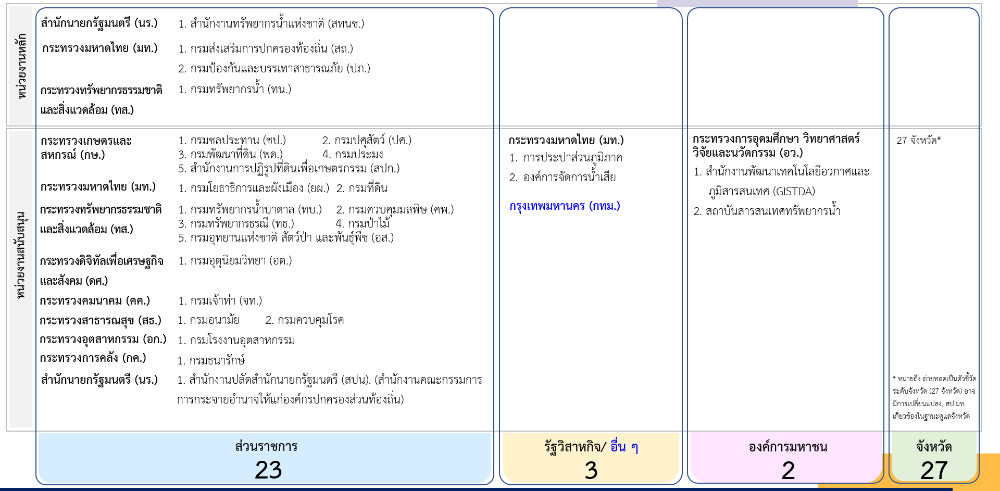 หน่วยงานหลัก
สำนักนายกรัฐมนตรี (นร.) 1. สำนักงานทรัพยากรน้ำแห่งชาติ (สทนช.)
กระทรวงมหาดไทย (มท.) 1. กรมส่งเสริมการปกครองท้องถิ่น (สถ.)
2. กรมป้องกันและบรรเทาสาธารณภัย (ปภ.)
กระทรวงทรัพยากรธรรมชาติ 1. กรมทรัพยากรน้ำ (ทน.)
และสิ่งแวดล้อม (ทส.)
หน่วยงานสนับสนุน
กระทรวงเกษตรและ 1. กรมชลประทาน (ชป.) 2. กรมปศุสัตว์ (ปศ.)
สหกรณ์ (กษ.) 3. กรมพัฒนาที่ดิน (พด.) 4. กรมประมง
5. สำนักงานการปฏิรูปที่ดินเพื่อเกษตรกรรม (สปก.)
กระทรวงมหาดไทย (มท.) 1. กรมโยธาธิการและผังเมือง (ยผ.) 2. กรมที่ดิน
กระทรวงทรัพยากรธรรมชาติ 1. กรมทรัพยากรน้ำบาดาล (ทบ.) 2. กรมควบคุมมลพิษ (คพ.)
และสิ่งแวดล้อม (ทส.) 3. กรมทรัพยากรธรณี (ทธ.) 4. กรมป่าไม้
5. กรมอุทยานแห่งชาติ สัตว์ป่า และพันธุ์พืช (อส.)
กระทรวงดิจิทัลเพื่อเศรษฐกิจ 1. กรมอุตุนิยมวิทยา (อต.)
และสังคม (ดศ.)
กระทรวงคมนาคม (คค.) 1. กรมเจ้าท่า (จท.)
กระทรวงสาธารณสุข (สธ.) 1. กรมอนามัย 2. กรมควบคุมโรค
กระทรวงอุตสาหกรรม (อก.) 1. กรมโรงงานอุตสาหกรรม
กระทรวงการคลัง (กค.) 1. กรมธนารักษ์
สำนักนายกรัฐมนตรี (นร.) 1. สำนักงานปลัดสำนักนายกรัฐมนตรี (สปน). (สำนักงานคณะกรรมการ
การกระจายอำนาจให้แก่องค์กรปกครองส่วนท้องถิ่น)
กระทรวงมหาดไทย (มท.)
1. การประปาส่วนภูมิภาค
2. องค์การจัดการน้ำเสีย
กรุงเทพมหานคร (กทม.)
กระทรวงการอุดมศึกษา วิทยาศาสตร์
วิจัยและนวัตกรรม (อว.)
1. สำนักงานพัฒนาเทคโนโลยีอวกาศและ
ภูมิสารสนเทศ (GISTDA)
2. สถาบันสารสนเทศทรัพยากรน้ำ
27 จังหวัด*
* หมายถึง ถ่ายทอดเป็นตัวชี้วัด
ระดับจังหวัด (27 จังหวัด) อาจ
มีการเปลี่ยนแปลง, สป.มท.
เกี่ยวข้องในฐานะดูแลจังหวัด
ส่วนราชการ
23
รัฐวิสาหกิจ/ อื่น ๆ
3
องค์การมหาชน
2
จังหวัด
27